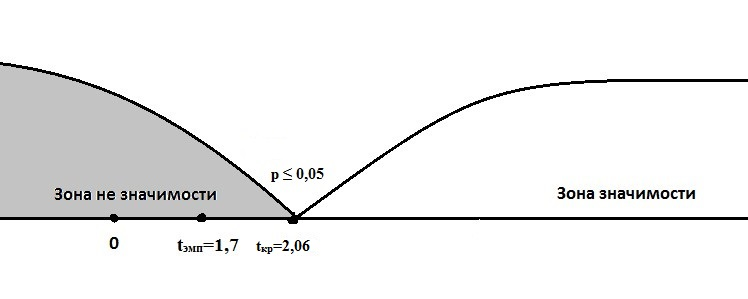 p ≤ 0,05
Зона не значимости
Зона значимости
0
tэмп=1,7
tкр=2,06